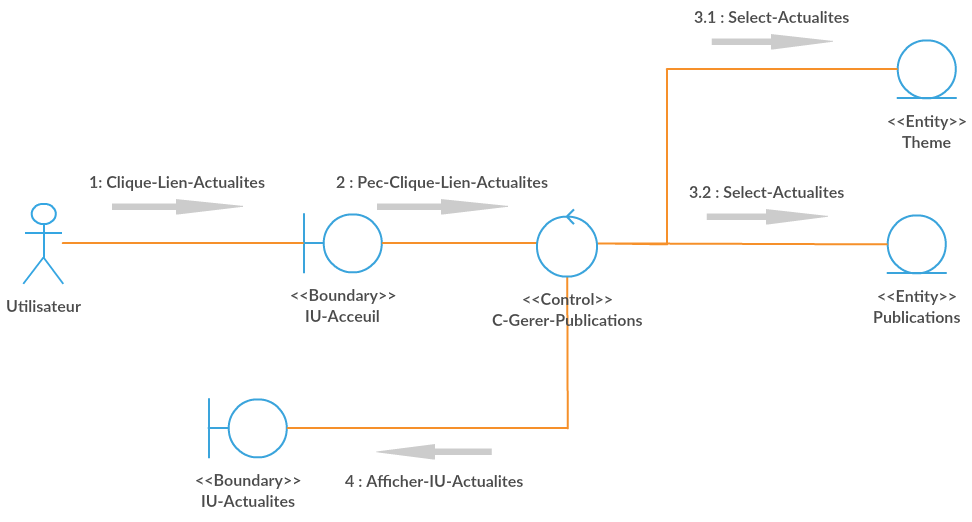 3.1 : Select-Actualites
<<Entity>>
Theme
1: Clique-Lien-Actualites
2 : Pec-Clique-Lien-Actualites
3.2 : Select-Actualites
Utilisateur
<<Boundary>>
IU-Acceuil
<<Control>>
C-Gerer-Publications
<<Entity>>
Publications
<<Boundary>>
IU-Actualites
4 : Afficher-IU-Actualites